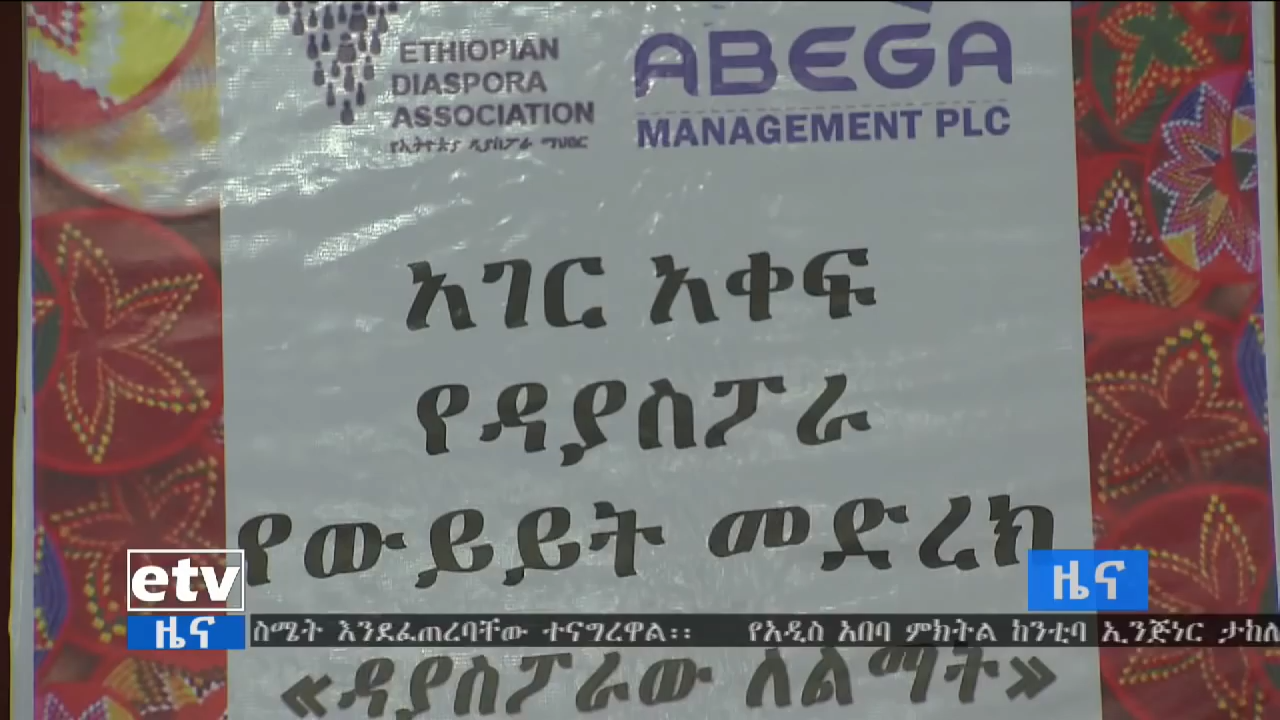 ETHIOPIAN
DIASPORA
ASSOCIATION
የኢትዮጵያ ዲያስፖራ ማህበር
ABEGA
MANAGEMENT PLC
አገር አቀፍ
የዳያስፖራ
የውይይት መድረክ
etv
ዜና
ዜና
ስሜት እንደፈጠረባቸው ተናግረዋል፡፡ የአዲስ አበባ ምክትል ከንቲባ ኢንጅነር ታከለ
«ዳያስፖራው ለልማት»